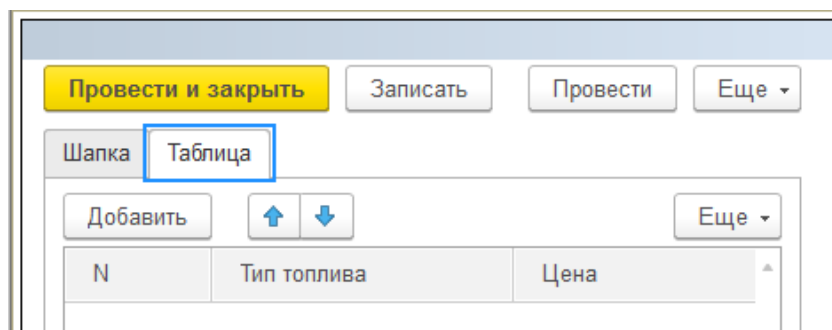 Провести и закрыть Записать Провести Еще
Шапка Таблица
Добавить Еще
N Тип топлива Цена